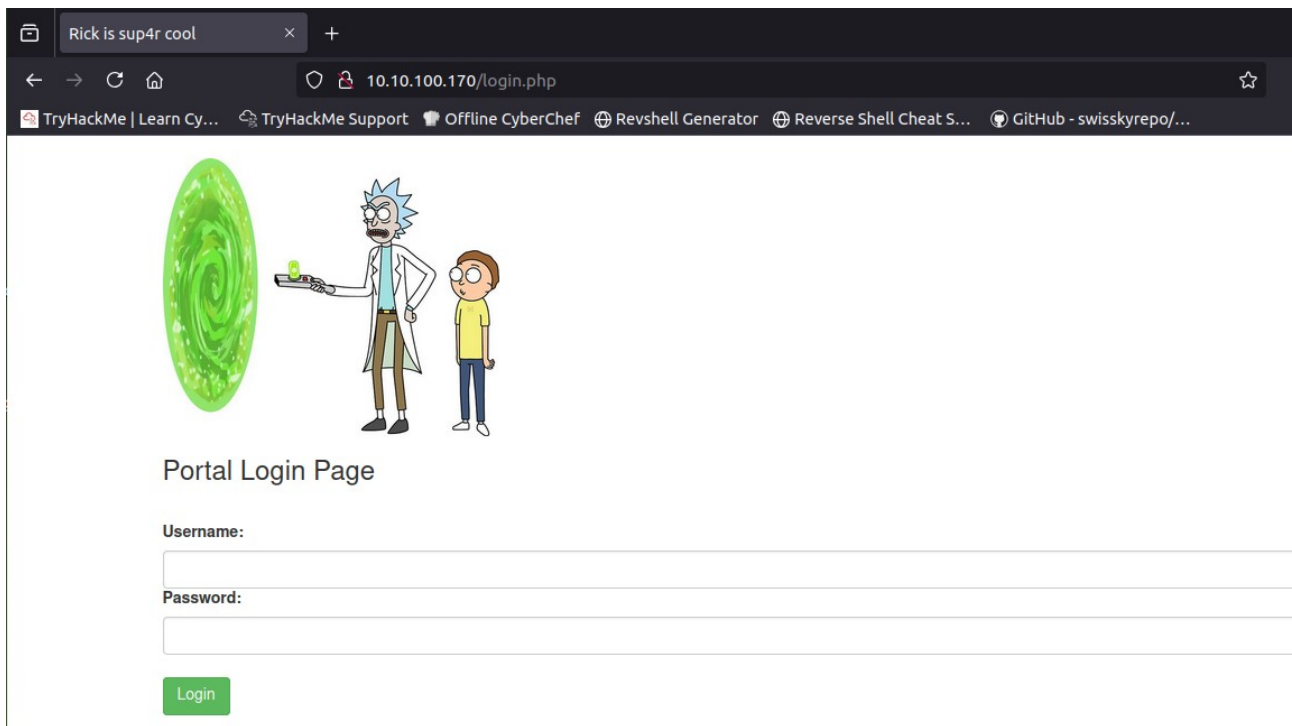 Rick is sup4r cool
10.10.100.170/login.php
TryHackMe | Learn Cy... TryHackMe Support Offline CyberChef Revshell Generator Reverse Shell Cheat S... GitHub - swisskyrepo/...
Portal Login Page
Username:
Password:
Login